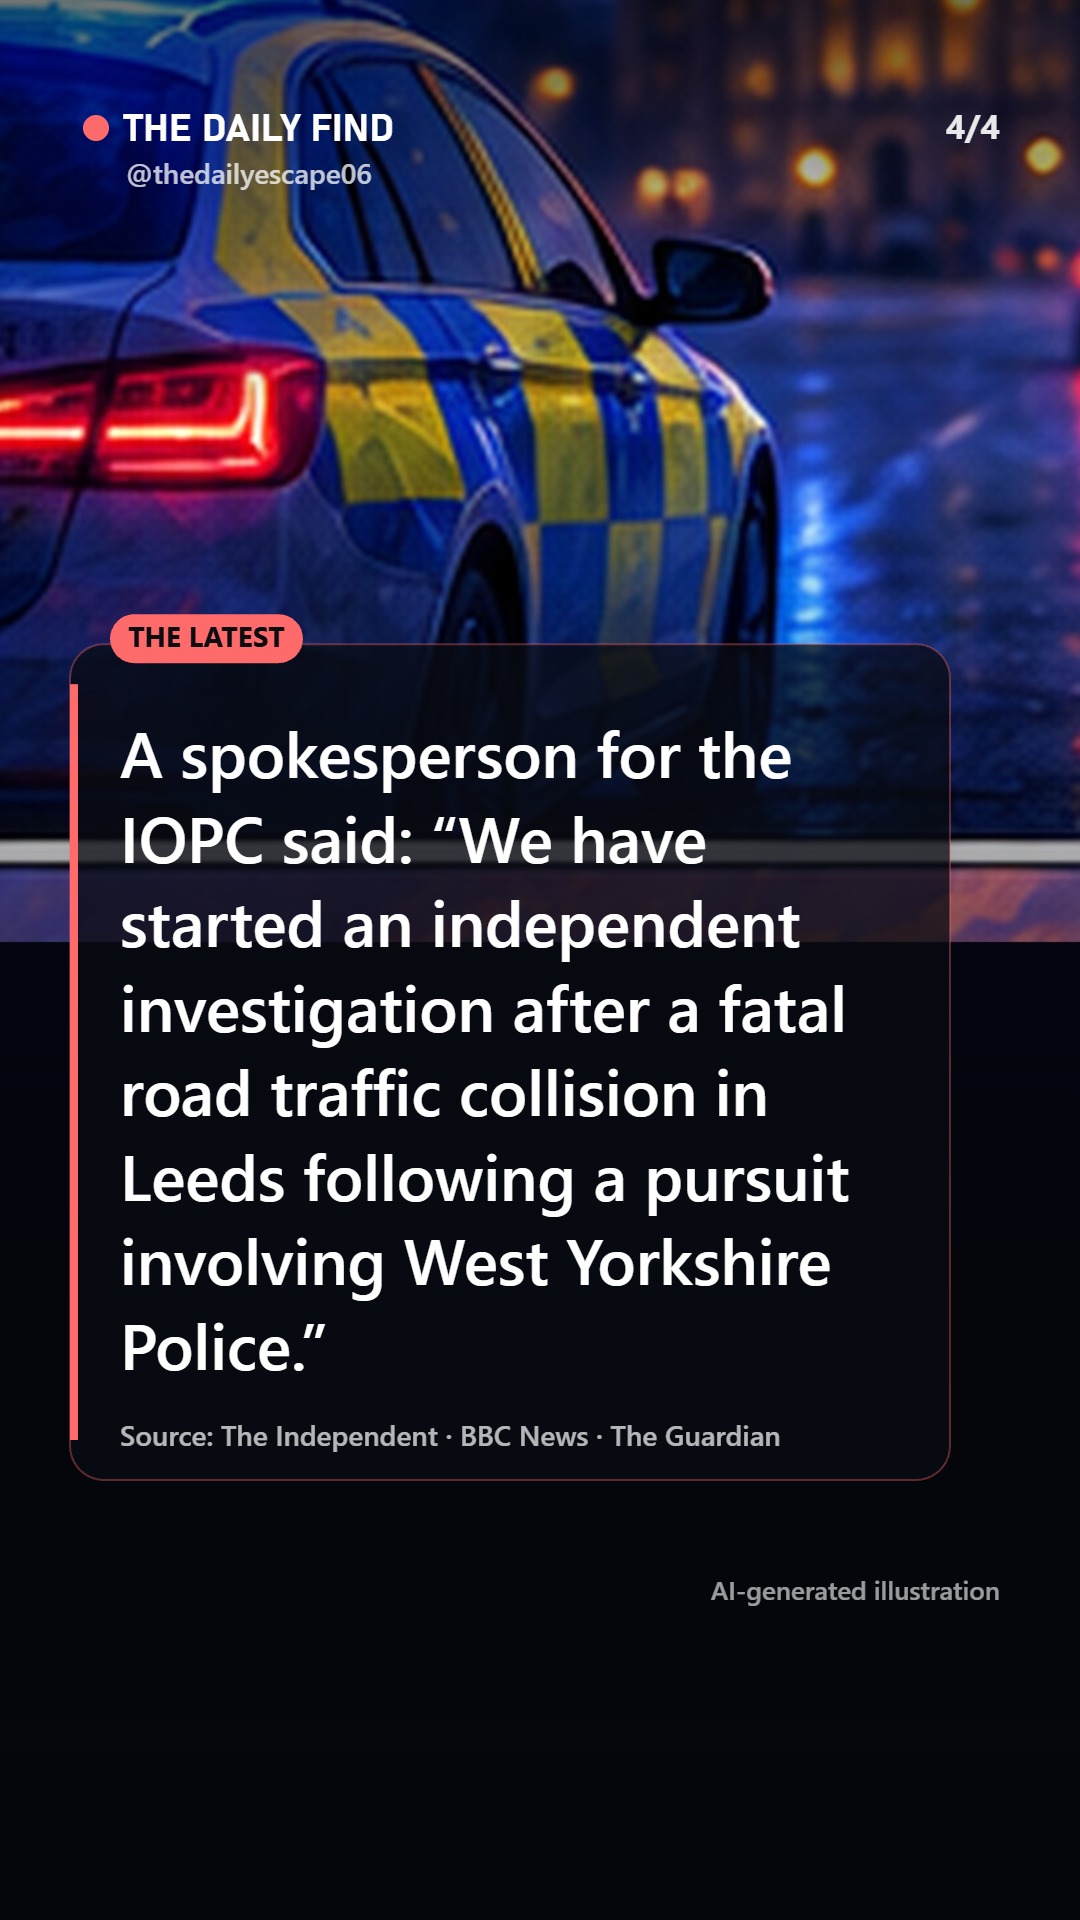 THE DAILY FIND
4/4
@thedailyescape06
THE LATEST
A spokesperson for the
IOPC said: “We have
started an independent
investigation after a fatal
road traffic collision in
Leeds following a pursuit
involving West Yorkshire
Police.”
Source: The Independent · BBC News · The Guardian
AI-generated illustration